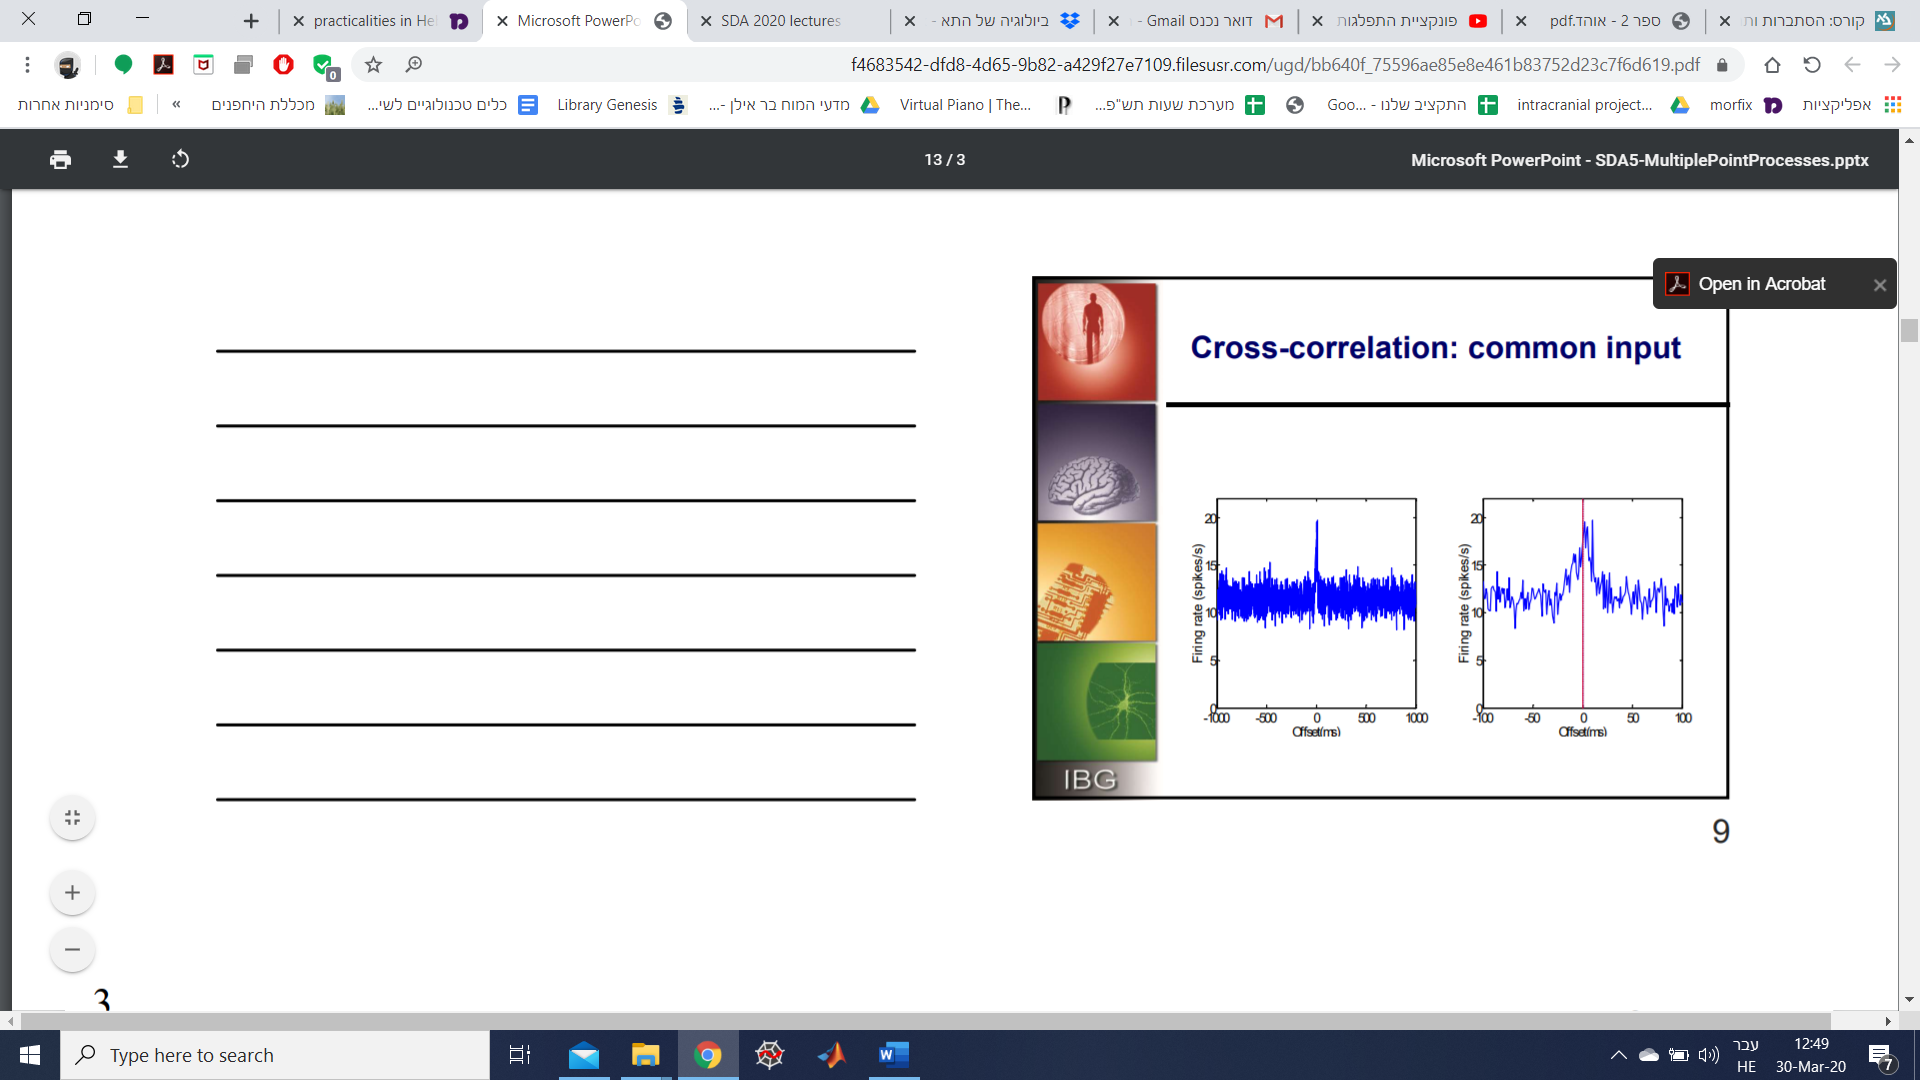 practicalities in He
Microsoft PowerPo
SDA 2020 lectures
ביולוגיה של התא -
דואר נכנס - Gmail
פונקציית התפלגות
ספר 2 - אוהד.pdf
קורס: הסתברות ות
0
f4683542-dfd8-4d65-9b82-a429f27e7109.filesusr.com/ugd/bb640f_75596ae85e8e461b83752d23c7f6d619.pdf
סימניות אחרות
»
מכללת היחפנים
כלים טכנולוגיים לשי...
Library Genesis
מדעי המוח בר אילן -...
Virtual Piano | The...
מערכת שעות תש"פ...
התקציב שלנו - Goo...
intracranial project...
morfix
אפליקציות
13 / 3
Microsoft PowerPoint - SDA5-MultiplePointProcesses.pptx
Open in Acrobat
Cross-correlation: common input
Firing rate (spikes/s)
20
15
10
5
0
-1000 -500 0 500 1000
Offset(ms)
Firing rate (spikes/s)
20
15
10
5
0
-100 -50 0 50 100
Offset(ms)
IBG
9
3
Type here to search
עבר
HE
12:49
30-Mar-20
7